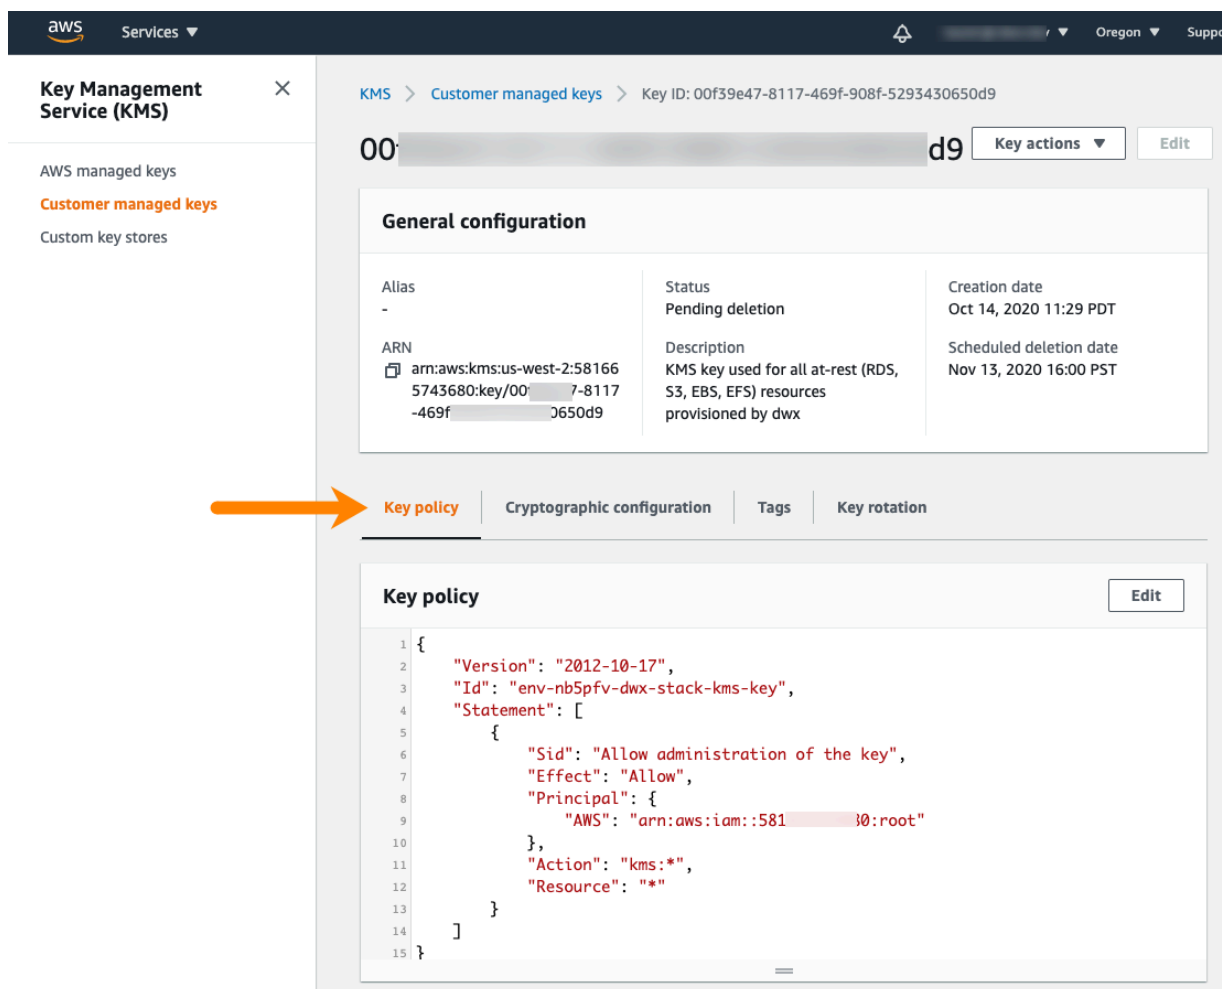 aws
Services ▼
Oregon ▼
Suppo
Key Management
Service (KMS)
AWS managed keys
Customer managed keys
Custom key stores
KMS > Customer managed keys > Key ID: 00f39e47-8117-469f-908f-5293430650d9
00 d9
Key actions ▼
Edit
General configuration
Alias
-
ARN
arn:aws:kms:us-west-2:58166
5743680:key/00 7-8117
-469f 0650d9
Status
Pending deletion
Description
KMS key used for all at-rest (RDS,
S3, EBS, EFS) resources
provisioned by dwx
Creation date
Oct 14, 2020 11:29 PDT
Scheduled deletion date
Nov 13, 2020 16:00 PST
Key policy
Cryptographic configuration
Tags
Key rotation
Key policy
Edit
1 {
2 "Version": "2012-10-17",
3 "Id": "env-nb5pfv-dwx-stack-kms-key",
4 "Statement": [
5 {
6 "Sid": "Allow administration of the key",
7 "Effect": "Allow",
8 "Principal": {
9 "AWS": "arn:aws:iam::581 80:root"
10 },
11 "Action": "kms:*",
12 "Resource": "*"
13 }
14 ]
15 }